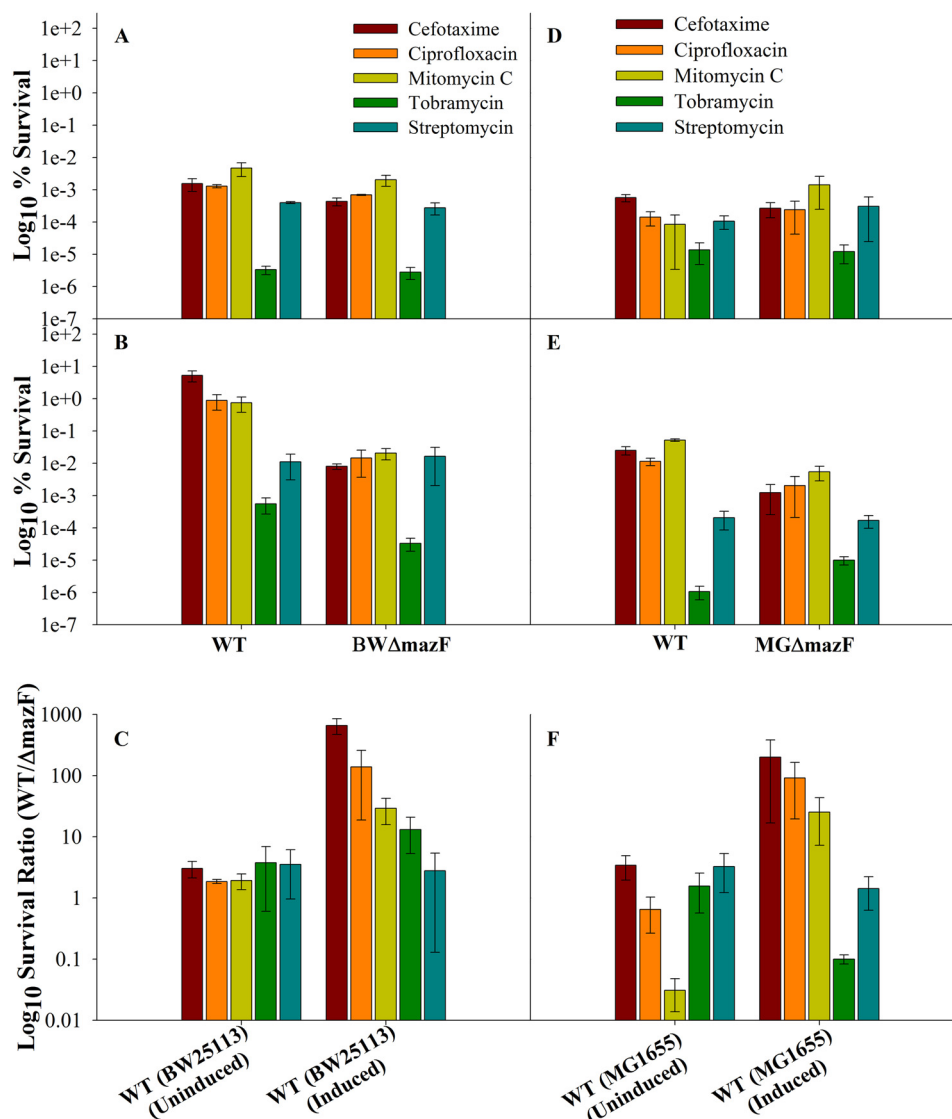 A
Cefotaxime
Ciprofloxacin
Mitomycin C
Tobramycin
Streptomycin
Log10 % Survival
1e+2
1e+1
1e+0
1e-1
1e-2
1e-3
1e-4
1e-5
1e-6
1e-7
D
Cefotaxime
Ciprofloxacin
Mitomycin C
Tobramycin
Streptomycin
B
Log10 % Survival
1e+2
1e+1
1e+0
1e-1
1e-2
1e-3
1e-4
1e-5
1e-6
1e-7
WT
BWΔmazF
E
WT
MGΔmazF
C
Log10 Survival Ratio (WT/ΔmazF)
1000
100
10
1
0.1
0.01
WT (BW25113)
(Uninduced)
WT (BW25113)
(Induced)
F
WT (MG1655)
(Uninduced)
WT (MG1655)
(Induced)